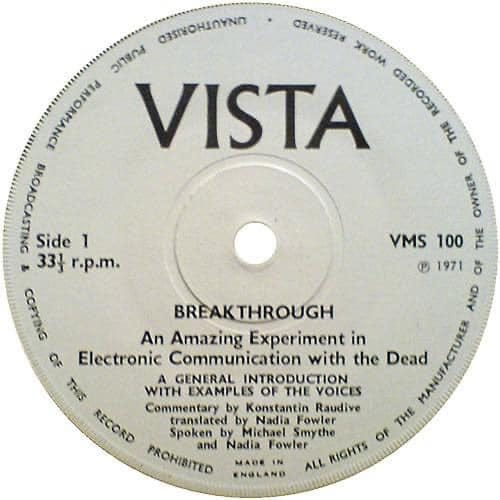 ALL RIGHTS OF THE MANUFACTURER AND OF THE OWNER OF THE RECORDED WORK RESERVED · UNAUTHORISED PUBLIC PERFORMANCE BROADCASTING & COPYING OF THIS RECORD PROHIBITED
VISTA
Side 1
33⅓ r.p.m.
VMS 100
℗ 1971
BREAKTHROUGH
An Amazing Experiment in
Electronic Communication with the Dead
A GENERAL INTRODUCTION
WITH EXAMPLES OF THE VOICES
Commentary by Konstantin Raudive
translated by Nadia Fowler
Spoken by Michael Smythe
and Nadia Fowler
MADE IN
ENGLAND